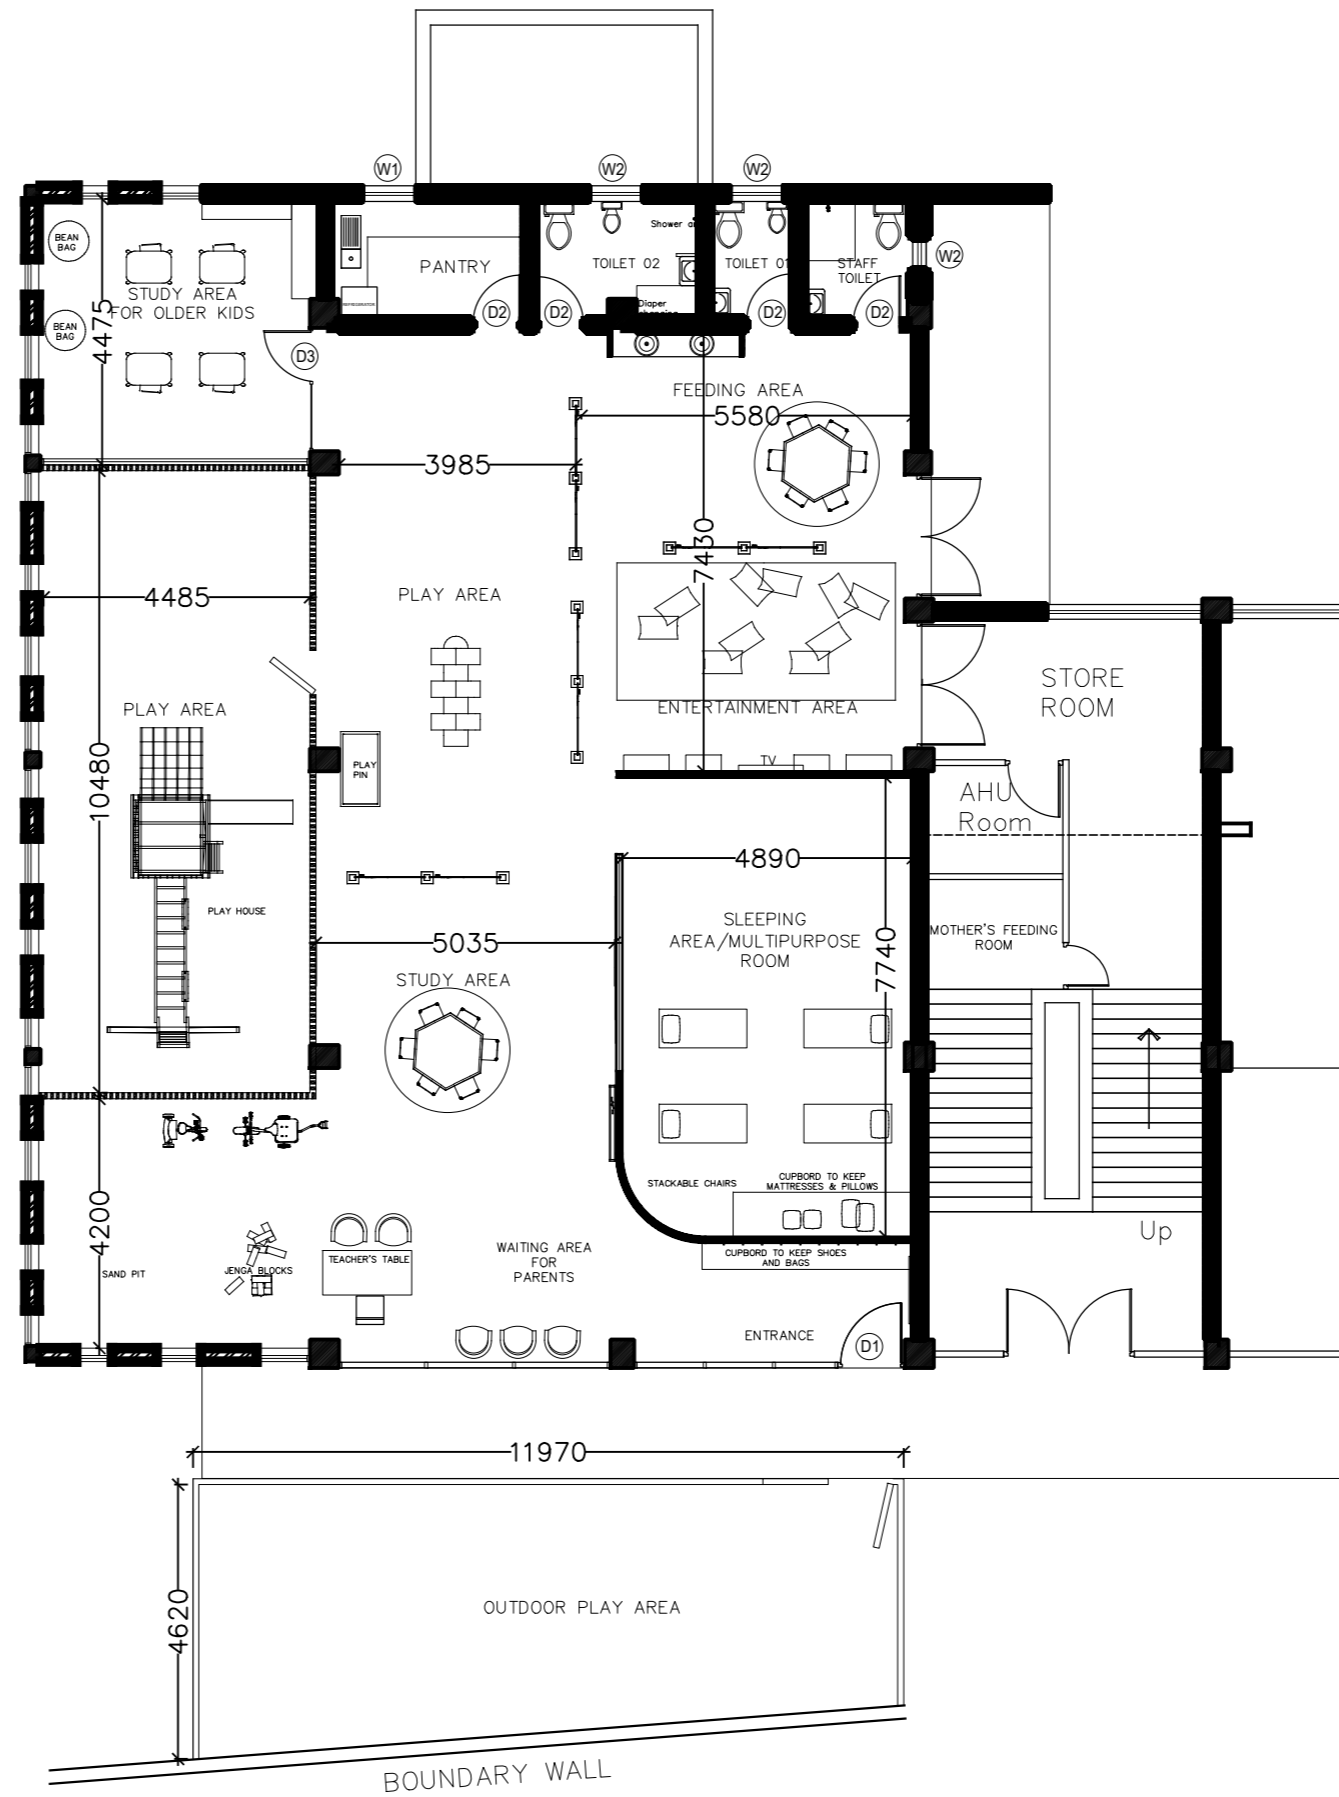 W1
W2
W2
BEAN
BAG
Shower
PANTRY
TOILET 02
TOILET 01
STAFF
TOILET
W2
STUDY AREA
FOR OLDER KIDS
REFRIGERATOR
Diaper
D2
D2
D2
D2
BEAN
BAG
4475
D3
FEEDING AREA
5580
3985
7430
4485
PLAY AREA
STORE
ROOM
PLAY AREA
ENTERTAINMENT AREA
PLAY
PIN
TV
10480
AHU
Room
4890
PLAY HOUSE
SLEEPING
AREA/MULTIPURPOSE
ROOM
MOTHER'S FEEDING
ROOM
5035
7740
STUDY AREA
STACKABLE CHAIRS
CUPBORD TO KEEP
MATTRESSES & PILLOWS
4200
Up
WAITING AREA
FOR
PARENTS
CUPBORD TO KEEP SHOES
AND BAGS
TEACHER'S TABLE
SAND PIT
JENGA BLOCKS
ENTRANCE
D1
11970
4620
OUTDOOR PLAY AREA
BOUNDARY WALL